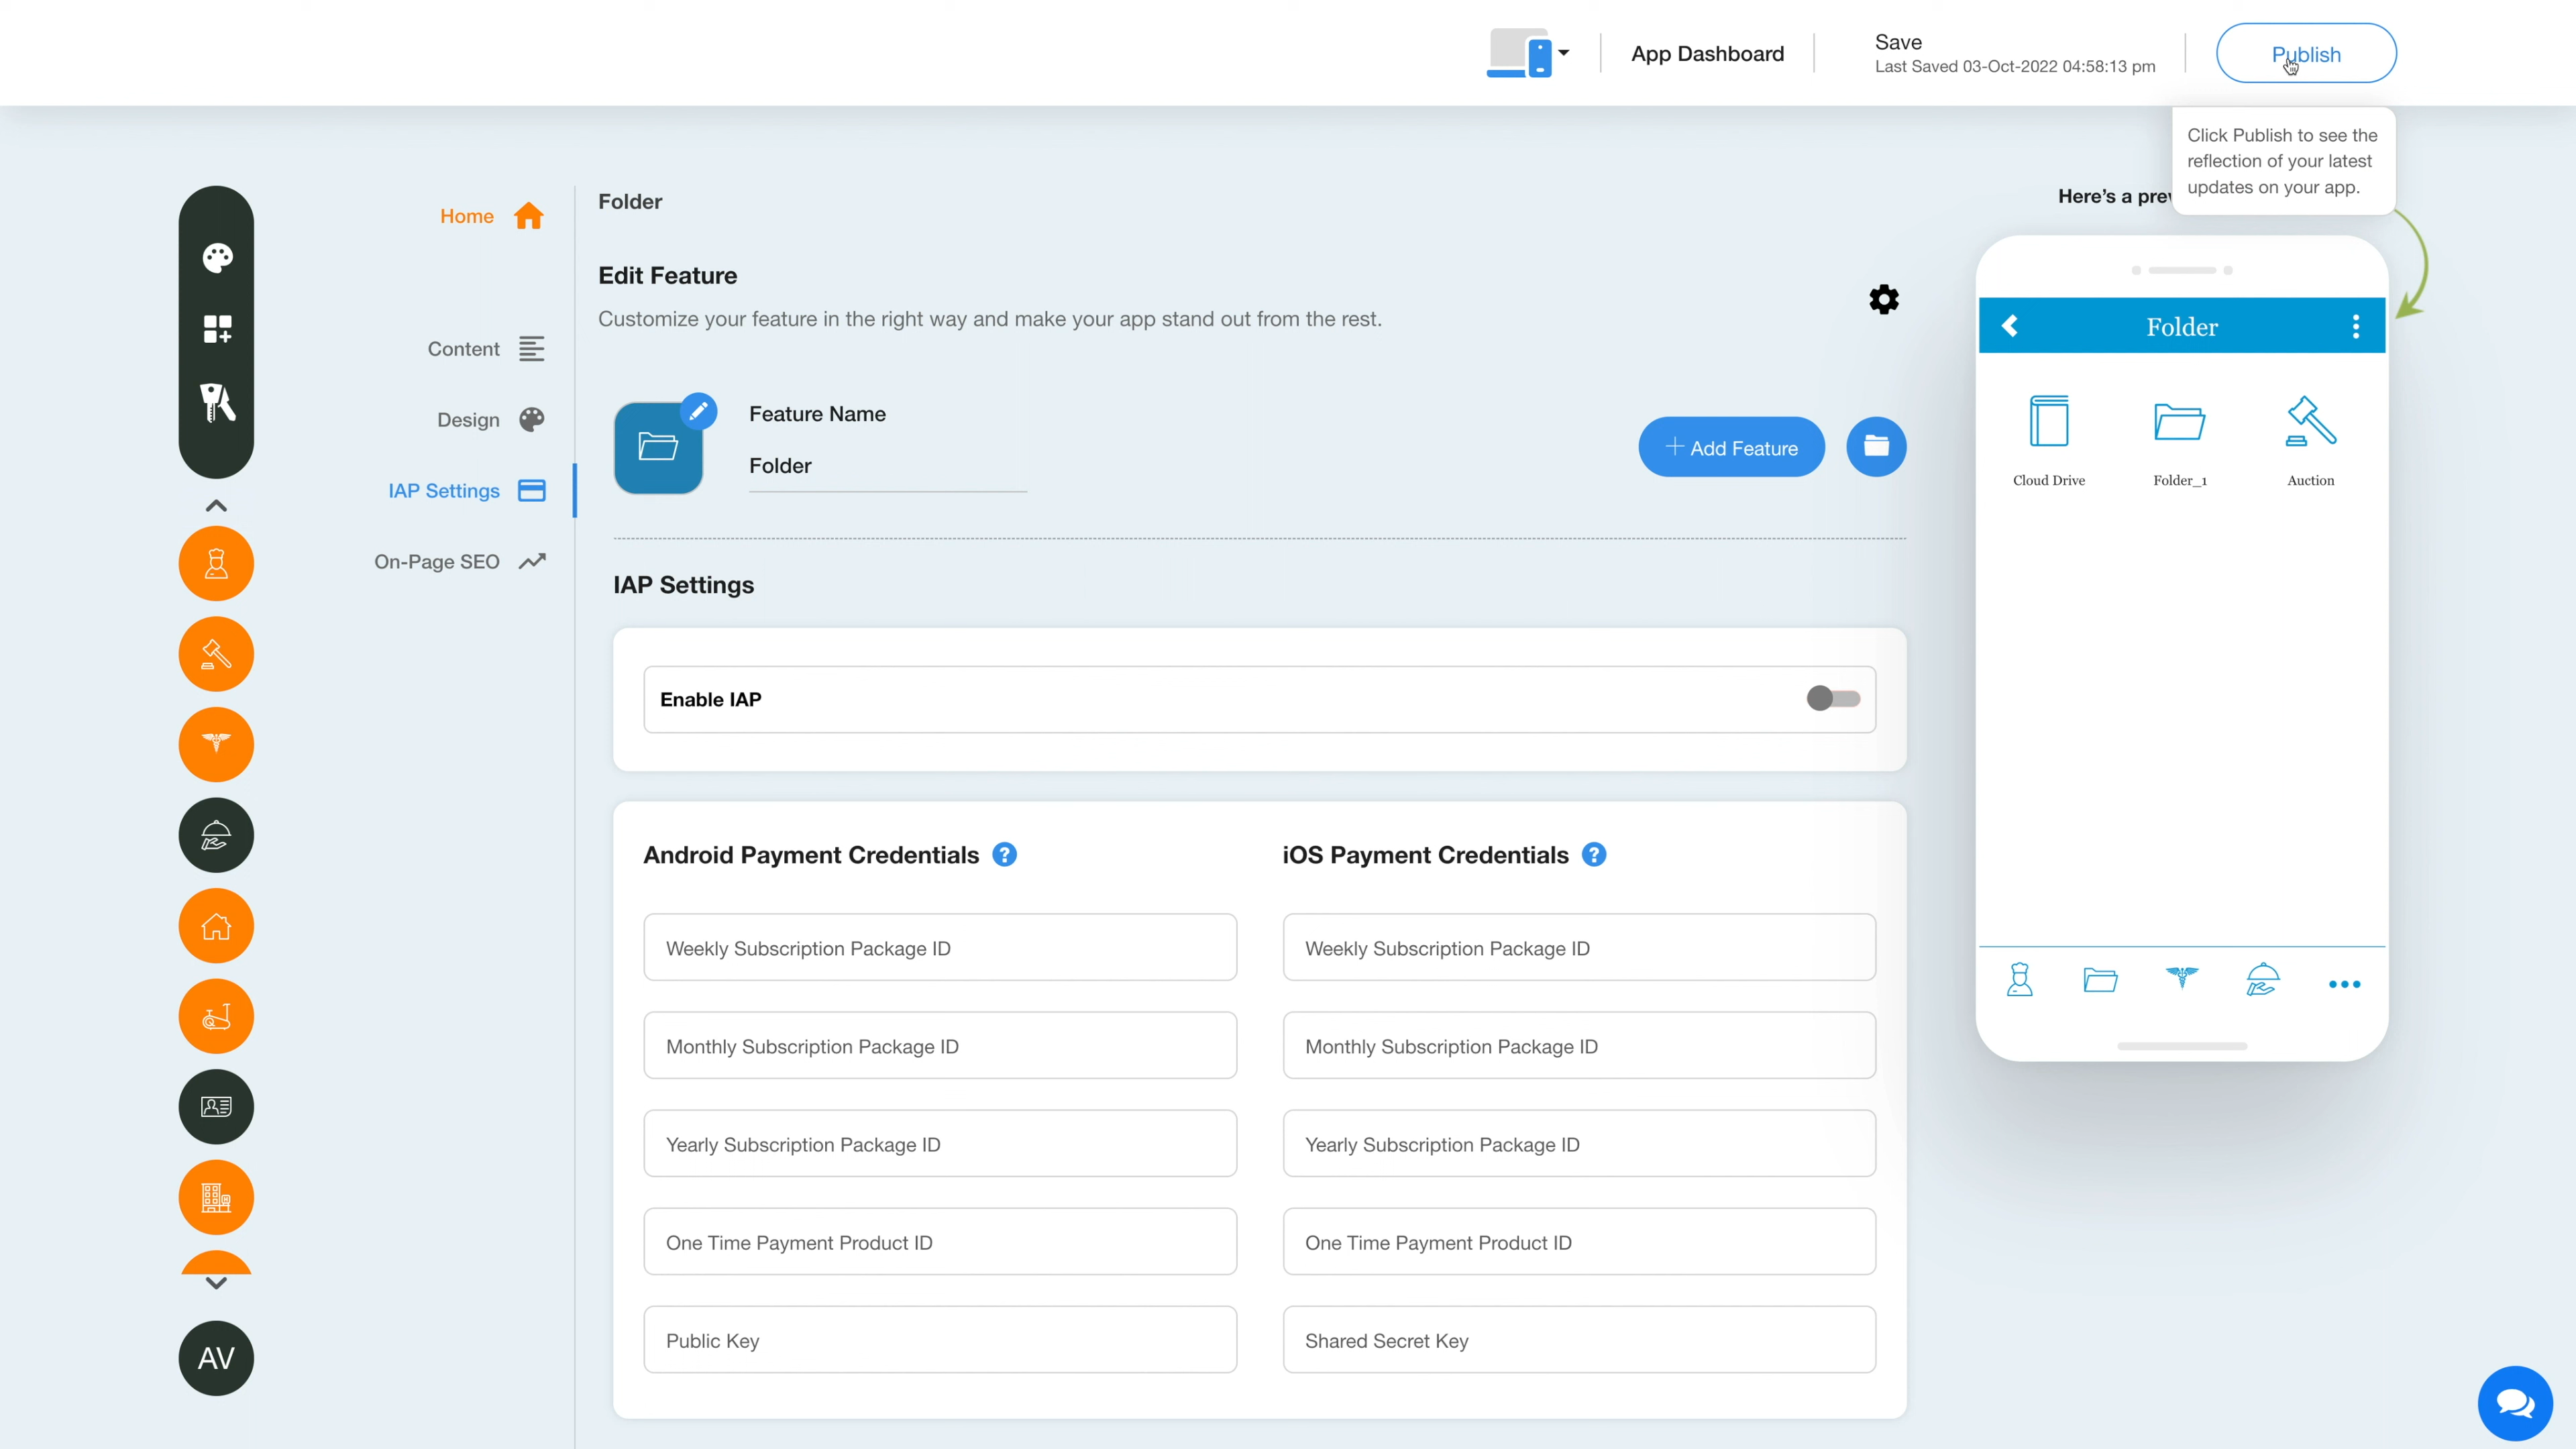 App Dashboard
Save
Last Saved 03-Oct-2022 04:58:13 pm
Publish
Click Publish to see the
reflection of your latest
updates on your app.
Home
Content
Design
IAP Settings
On-Page SEO
AV
Folder
Edit Feature
Customize your feature in the right way and make your app stand out from the rest.
Feature Name
Folder
+ Add Feature
IAP Settings
Enable IAP
Android Payment Credentials ?
Weekly Subscription Package ID
Monthly Subscription Package ID
Yearly Subscription Package ID
One Time Payment Product ID
Public Key
iOS Payment Credentials ?
Weekly Subscription Package ID
Monthly Subscription Package ID
Yearly Subscription Package ID
One Time Payment Product ID
Shared Secret Key
Here's a
Folder
Cloud Drive
Folder_1
Auction